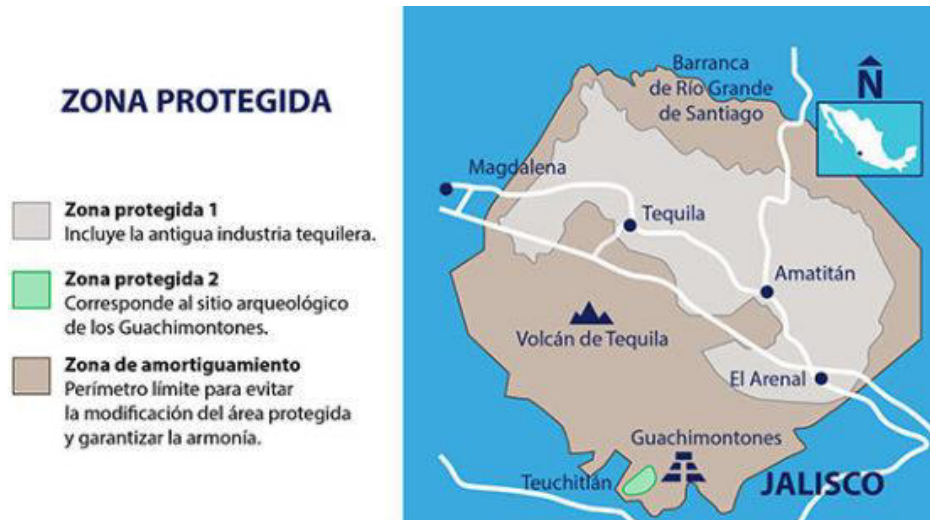 ZONA PROTEGIDA
Zona protegida 1
Incluye la antigua industria tequilera.
Zona protegida 2
Corresponde al sitio arqueológico
de los Guachimontones.
Zona de amortiguamiento
Perímetro límite para evitar
la modificación del área protegida
y garantizar la armonía.
Barranca
de Río Grande
de Santiago
N
Magdalena
Tequila
Amatitán
Volcán de Tequila
El Arenal
Guachimontones
Teuchitlán
JALISCO